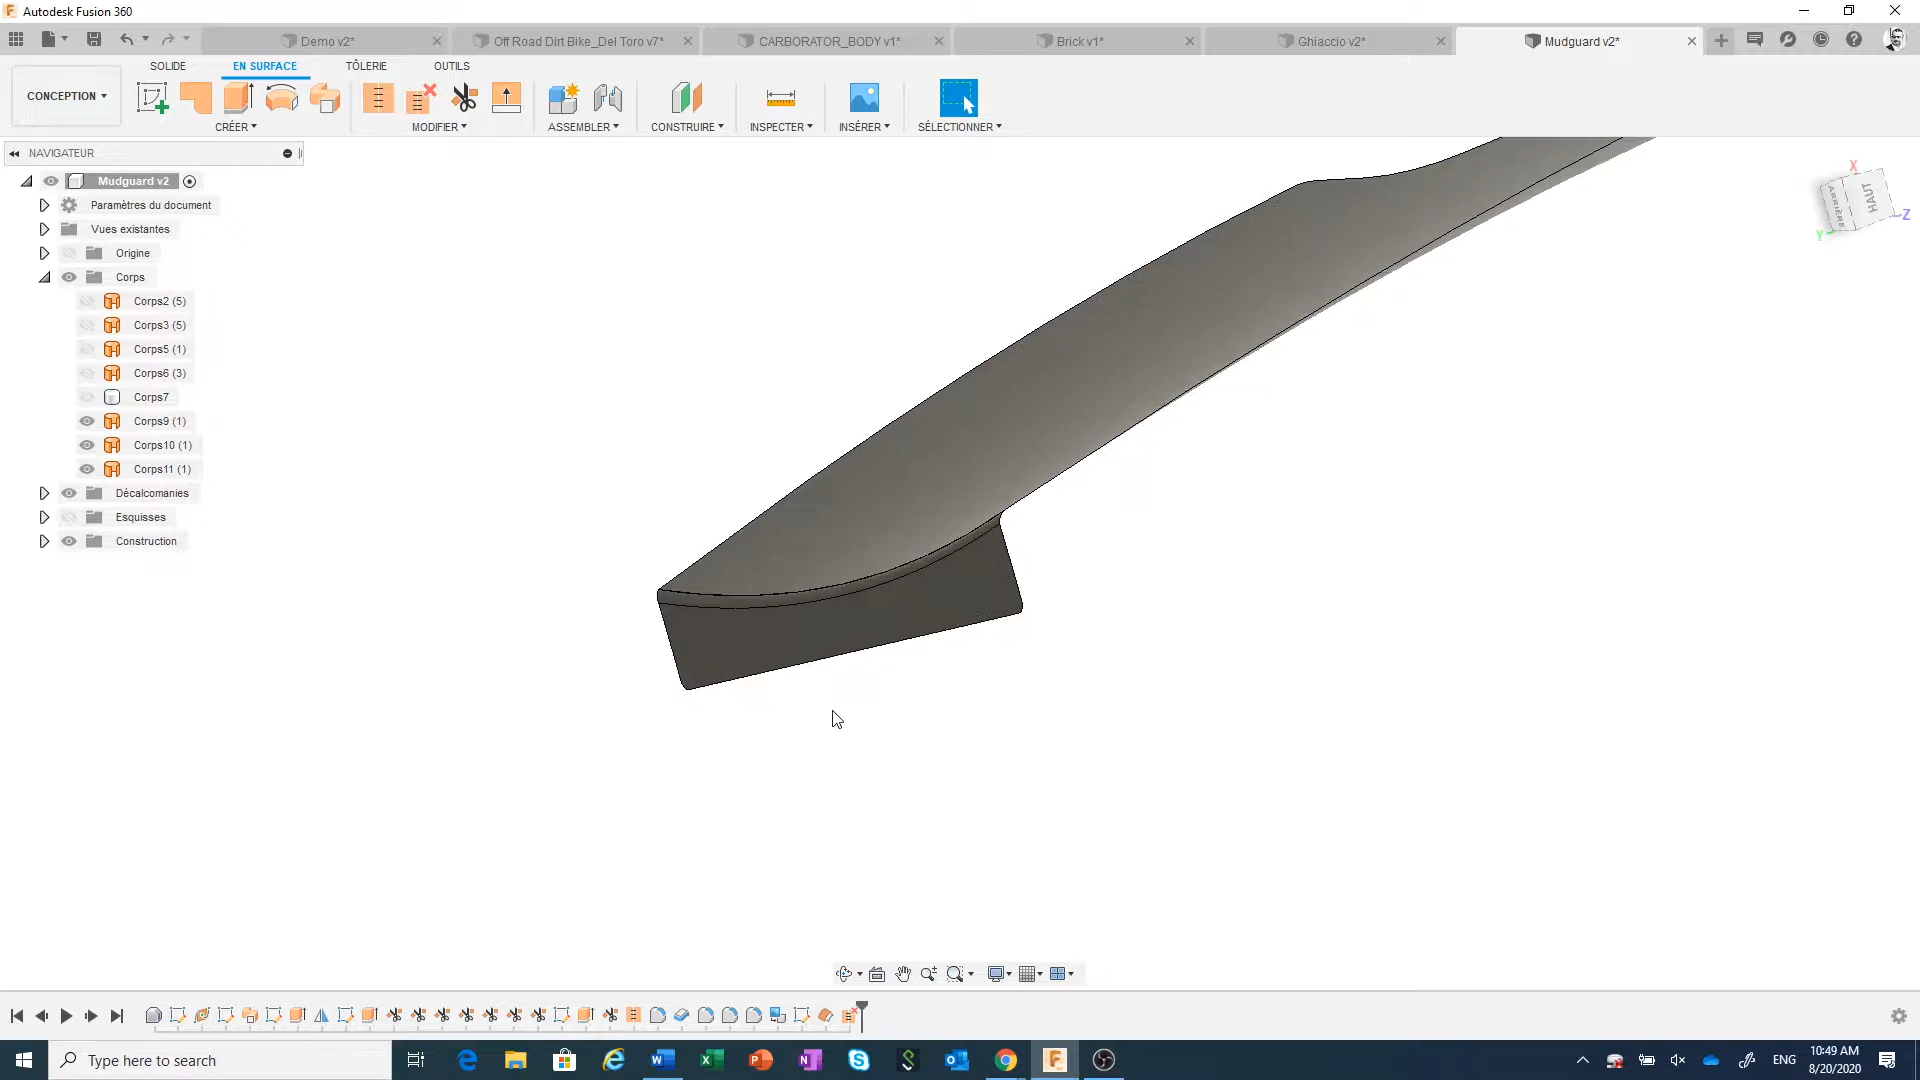 Autodesk Fusion 360
Demo v2*
Off Road Dirt Bike_Del Toro v7*
CARBORATOR_BODY v1*
Brick v1*
Ghiaccio v2*
Mudguard v2*
SOLIDE
EN SURFACE
TÔLERIE
OUTILS
CONCEPTION
CRÉER
MODIFIER
ASSEMBLER
CONSTRUIRE
INSPECTER
INSÉRER
SÉLECTIONNER
NAVIGATEUR
Mudguard v2
Paramètres du document
Vues existantes
Origine
Corps
Corps2 (5)
Corps3 (5)
Corps5 (1)
Corps6 (3)
Corps7
Corps9 (1)
Corps10 (1)
Corps11 (1)
Décalcomanies
Esquisses
Construction
X
ARRIÈRE
HAUT
Z
Y
Type here to search
ENG
10:49 AM
8/20/2020